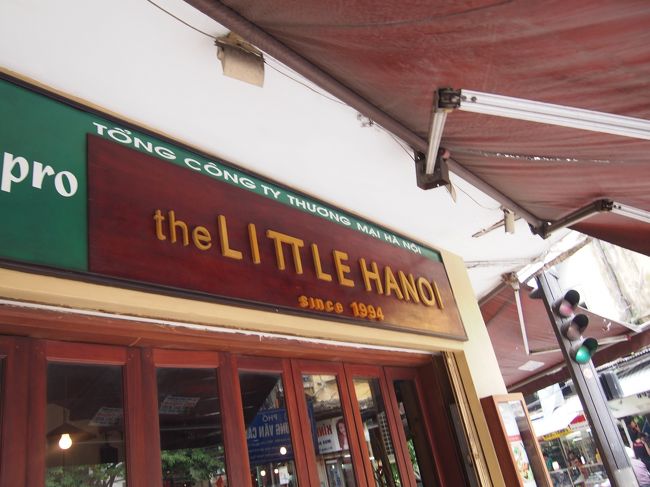 pro
TỔNG CÔNG TY THƯƠNG MẠI HÀ NỘI
the LITTLE HANOI
since 1994